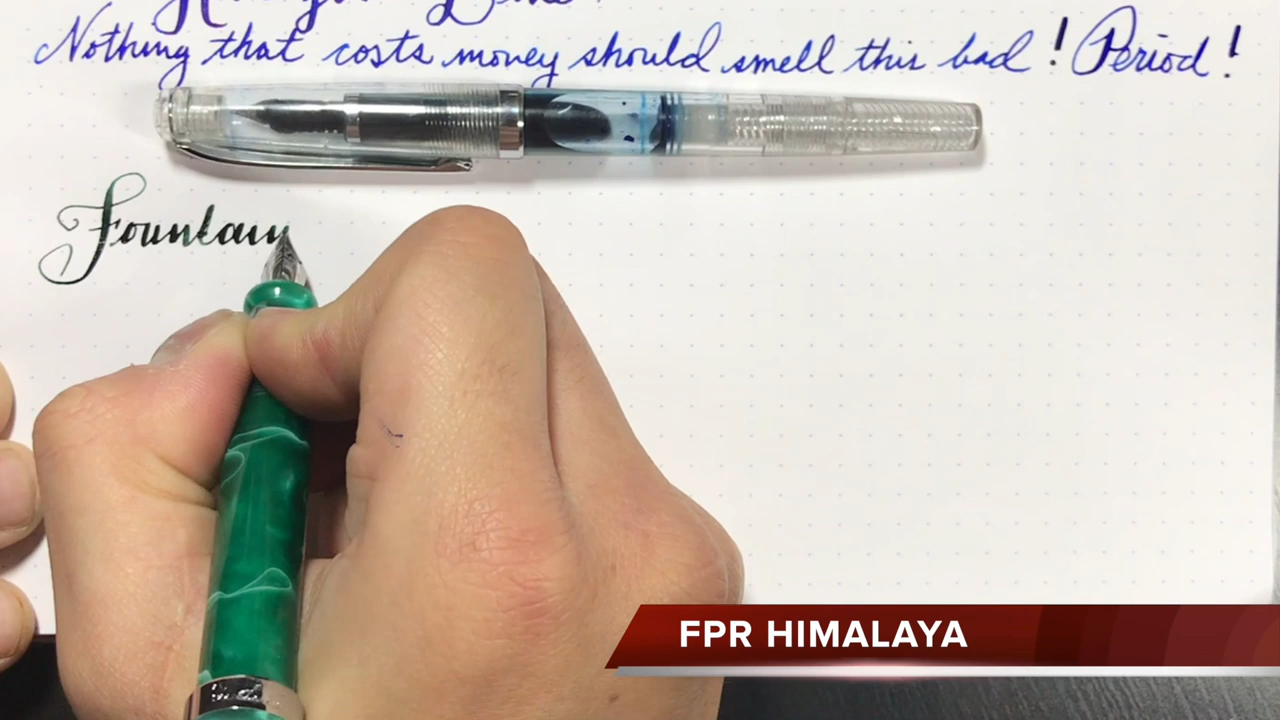 Nothing that costs money should smell this bad! Period!
Fountain
FPR HIMALAYA